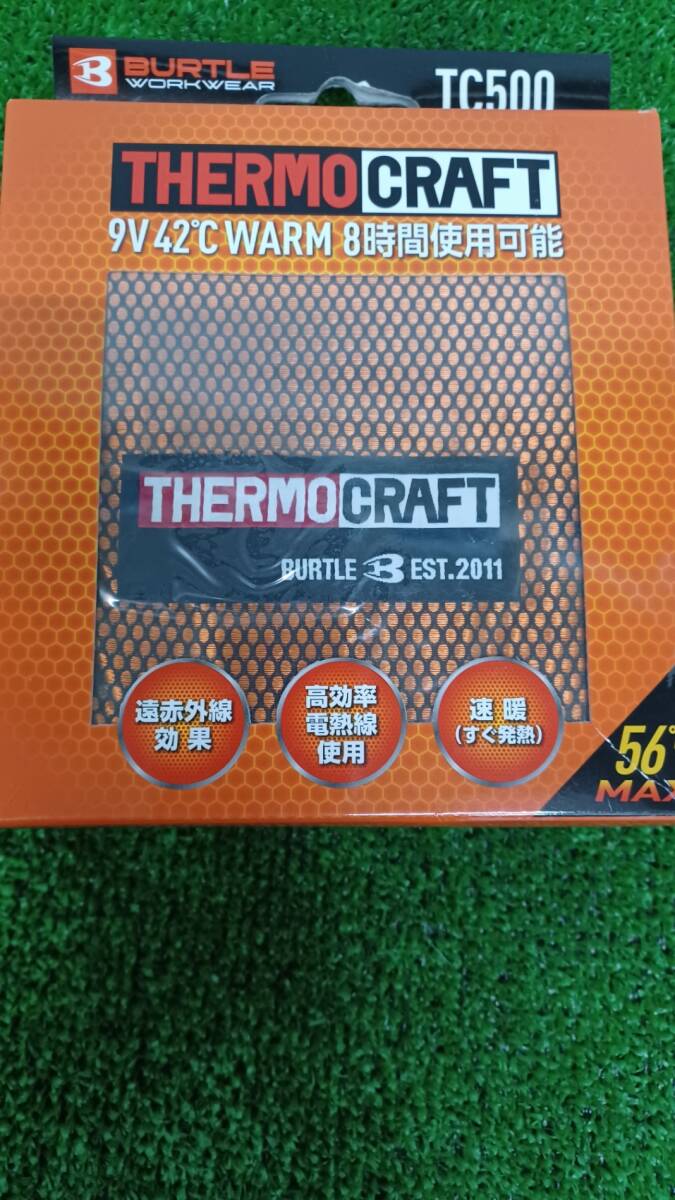 BURTLE
WORKWEAR
TC500
THERMOCRAFT
9V 42℃ WARM 8時間使用可能
THERMOCRAFT
BURTLE B EST.2011
遠赤外線
効果
高効率
電熱線
使用
速暖
(すぐ発熱)
56°
MAX